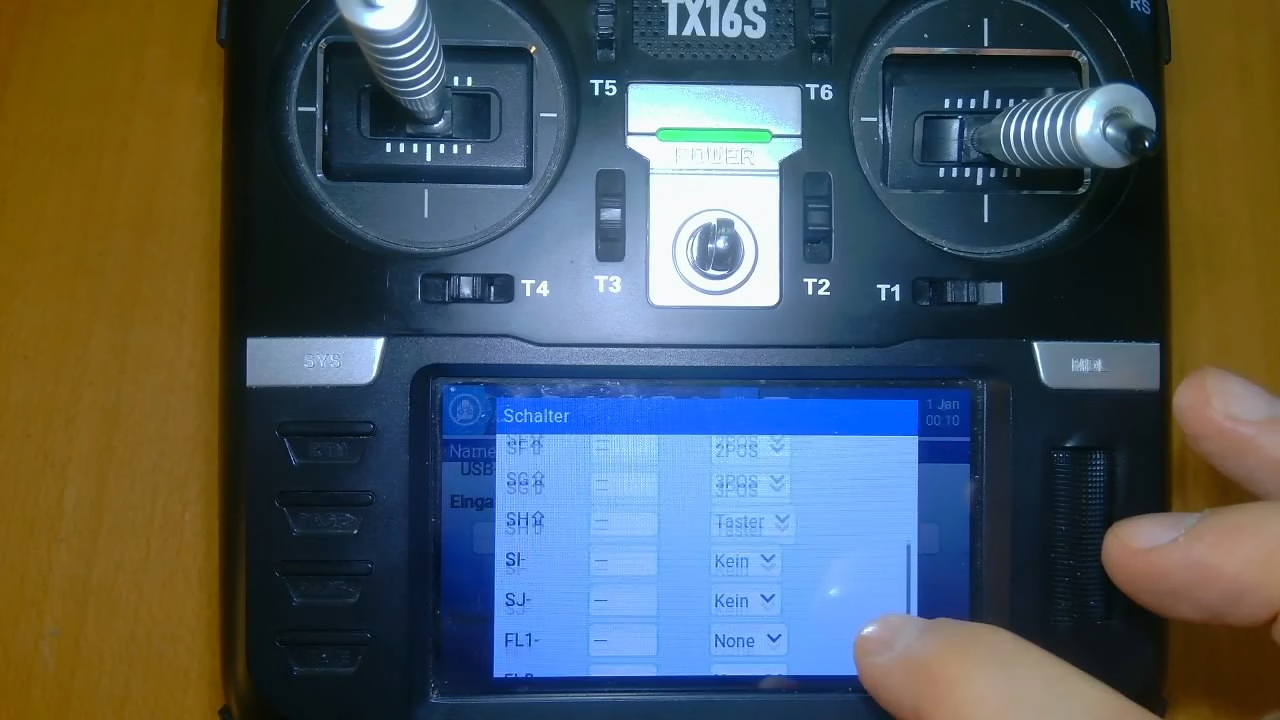 TX16S
RS
T5
T6
POWER
T3
T2
T4
T1
SYS
MDL
Schalter
1 Jan
00:10
Name
USB
Einga
SF⇧ — 2POS
SG⇧ — 3POS
SH⇧ — Taster
SI- — Kein
SJ- — Kein
FL1- — None